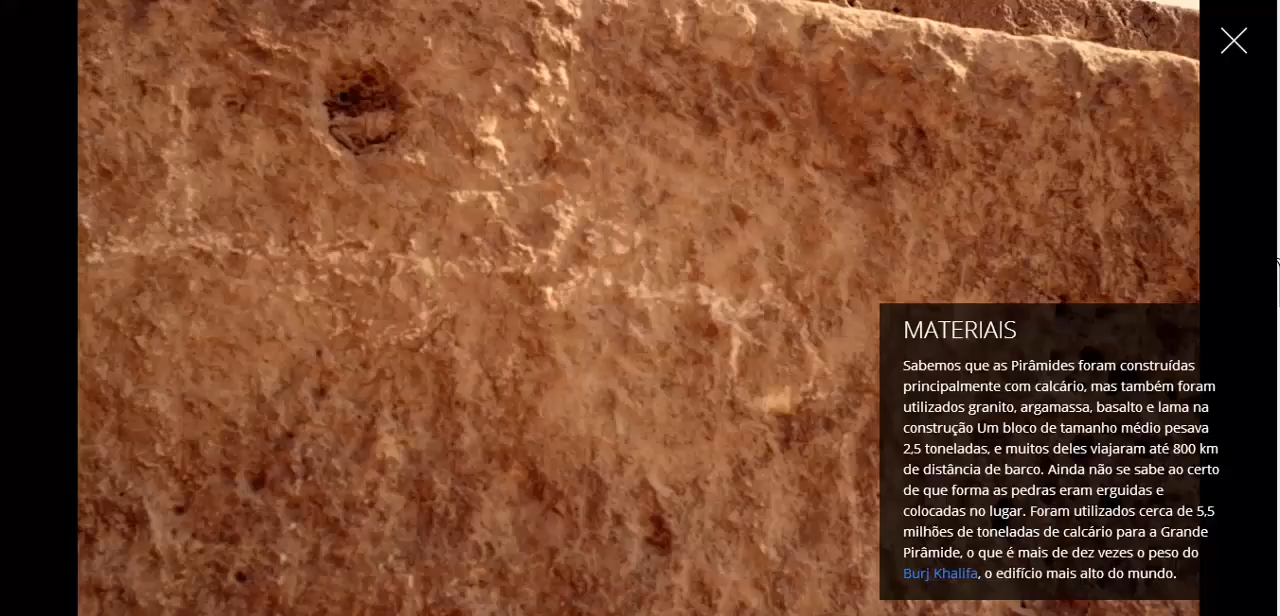 MATERIAIS
Sabemos que as Pirâmides foram construídas
principalmente com calcário, mas também foram
utilizados granito, argamassa, basalto e lama na
construção Um bloco de tamanho médio pesava
2,5 toneladas, e muitos deles viajaram até 800 km
de distância de barco. Ainda não se sabe ao certo
de que forma as pedras eram erguidas e
colocadas no lugar. Foram utilizados cerca de 5,5
milhões de toneladas de calcário para a Grande
Pirâmide, o que é mais de dez vezes o peso do
Burj Khalifa, o edifício mais alto do mundo.